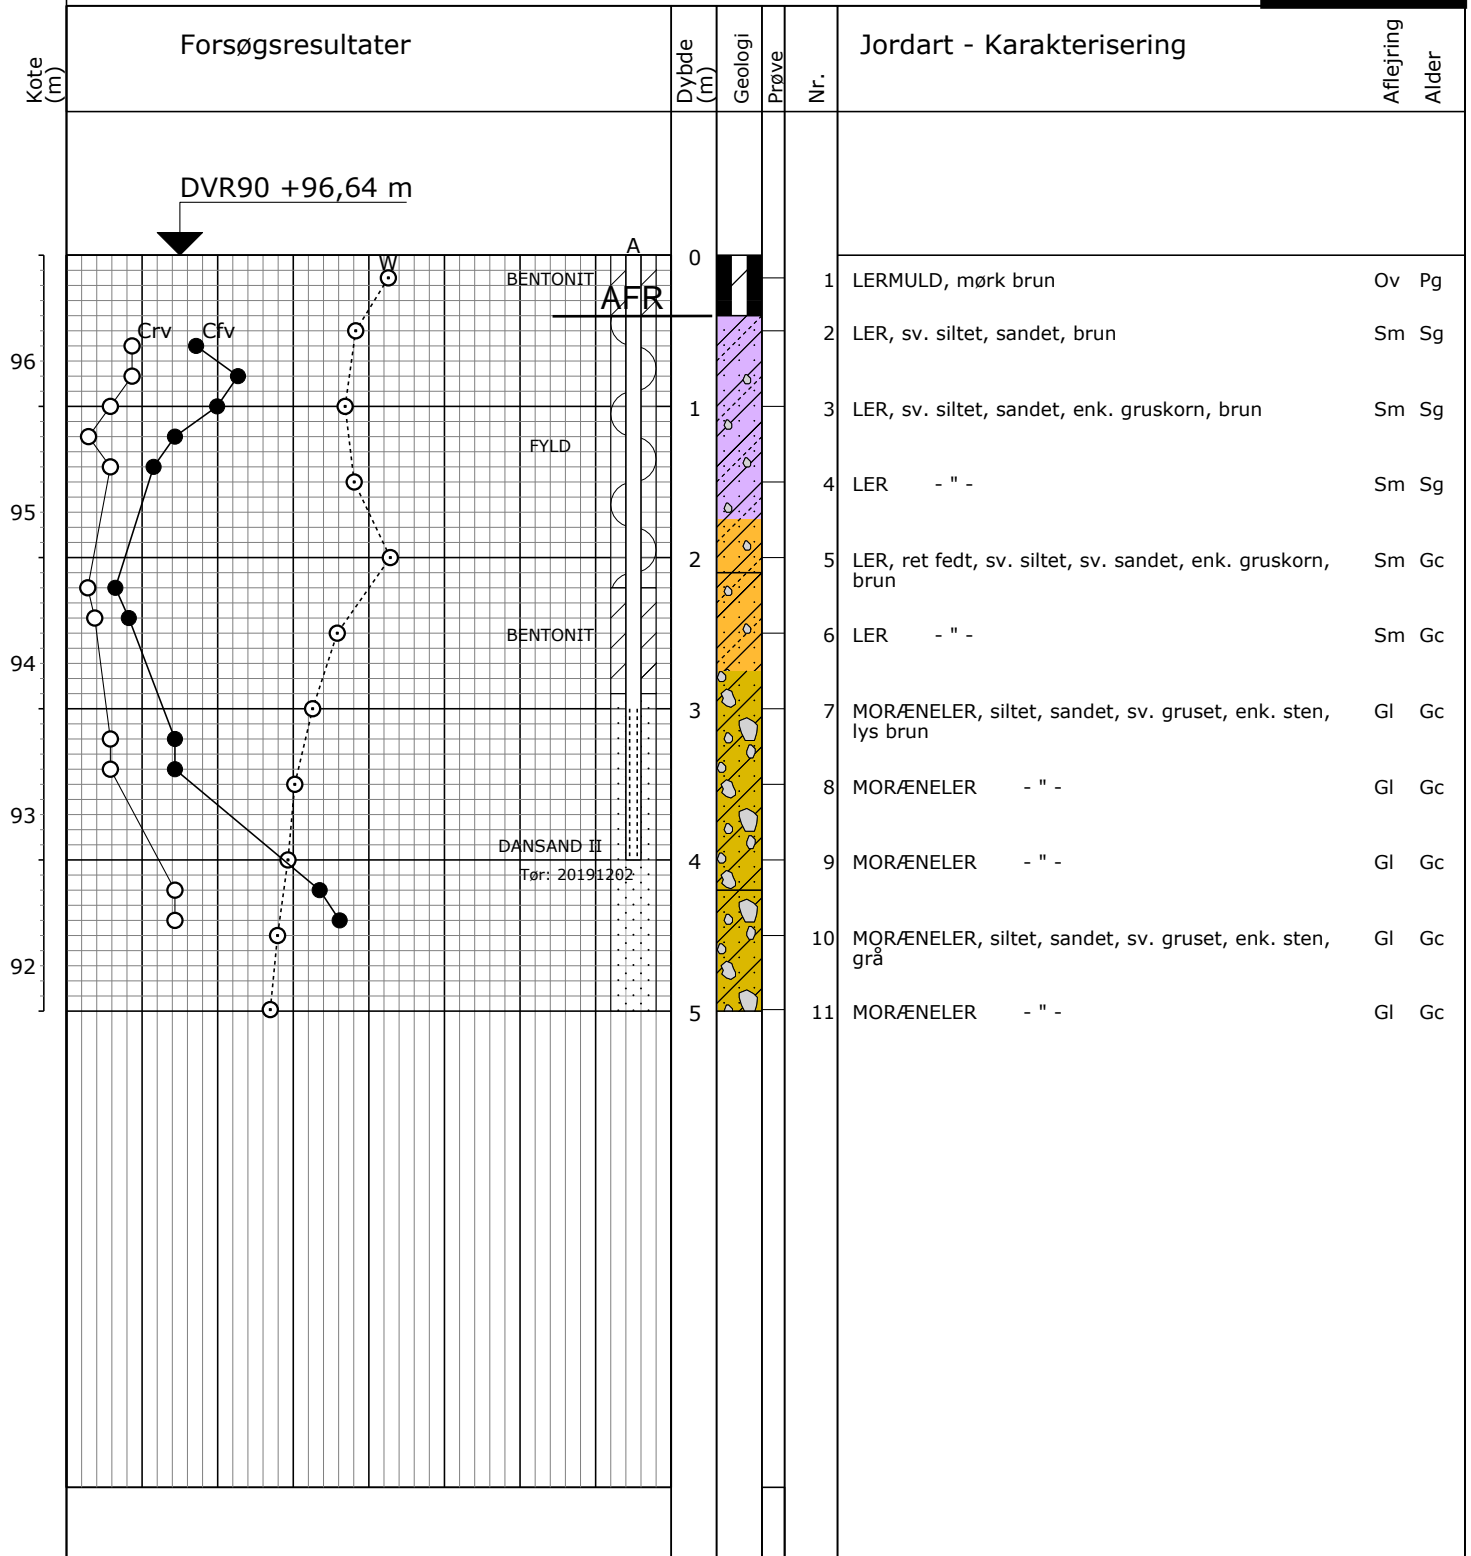 Kote
(m)
Forsøgsresultater
Dybde
(m)
Geologi
Prøve
Nr.
Jordart - Karakterisering
Aflejring
Alder
DVR90 +96,64 m
A
W
0
BENTONIT
AFR
1 LERMULD, mørk brun Ov Pg
Crv Cfv
2 LER, sv. siltet, sandet, brun Sm Sg
96
1
3 LER, sv. siltet, sandet, enk. gruskorn, brun Sm Sg
FYLD
4 LER - " - Sm Sg
95
2
5 LER, ret fedt, sv. siltet, sv. sandet, enk. gruskorn, Sm Gc
brun
BENTONIT
6 LER - " - Sm Gc
94
3
7 MORÆNELER, siltet, sandet, sv. gruset, enk. sten, Gl Gc
lys brun
8 MORÆNELER - " - Gl Gc
93
DANSAND II
4
9 MORÆNELER - " - Gl Gc
Tør: 20191202
10 MORÆNELER, siltet, sandet, sv. gruset, enk. sten, Gl Gc
grå
92
5
11 MORÆNELER - " - Gl Gc